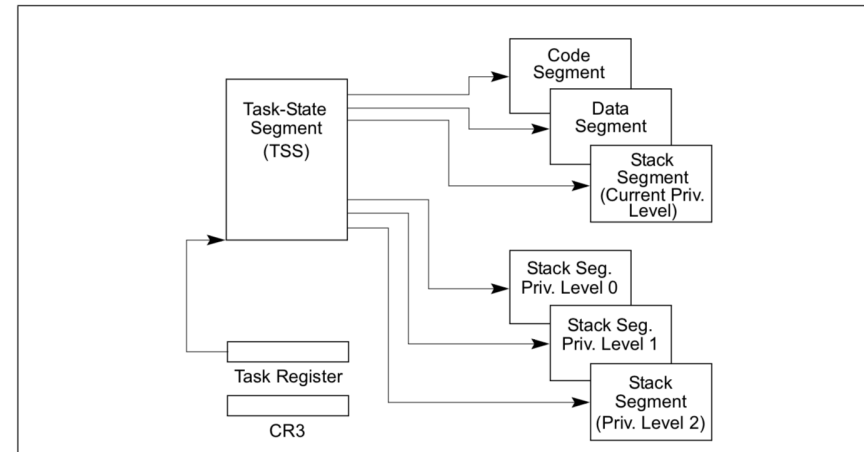 Code
Segment
Task-State
Segment
(TSS)
Data
Segment
Stack
Segment
(Current Priv.
Level)
Stack Seg.
Priv. Level 0
Stack Seg.
Priv. Level 1
Task Register
Stack
Segment
(Priv. Level 2)
CR3